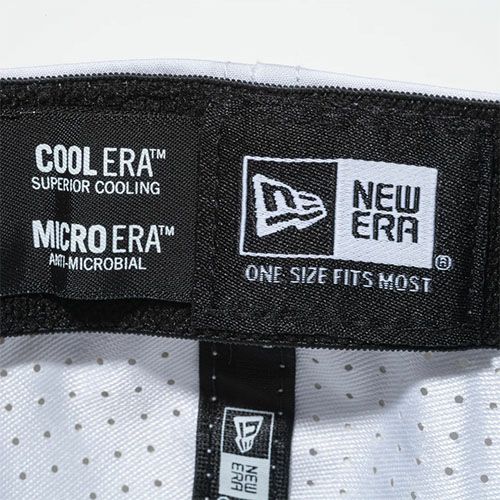 COOL ERA™
SUPERIOR COOLING
MICRO ERA™
ANTI-MICROBIAL
NEW
ERA
®
ONE SIZE FITS MOST
NEW
ERA